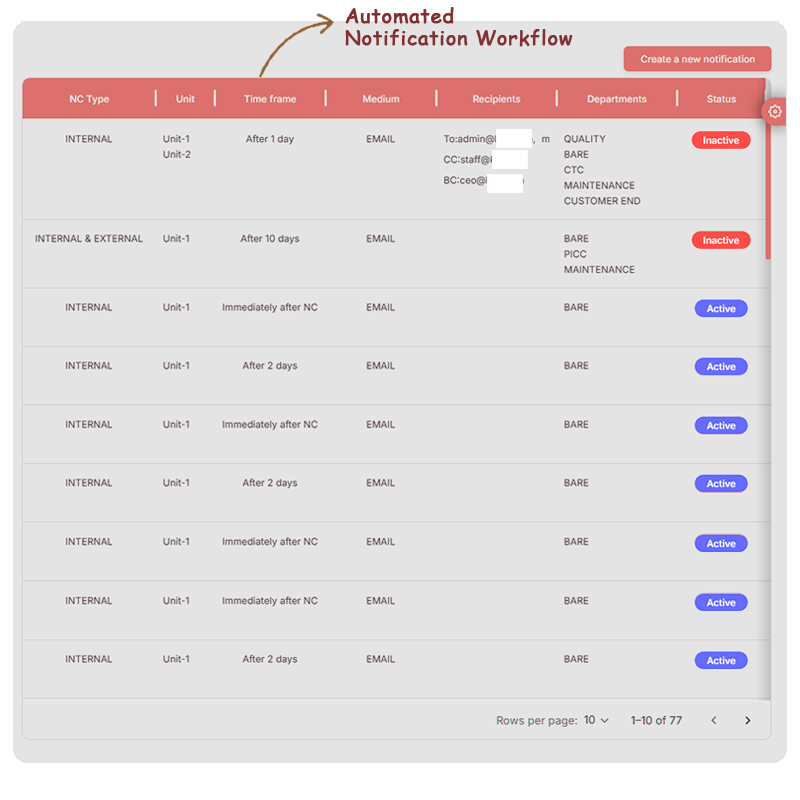 Automated
Notification Workflow
Create a new notification
NC Type Unit Time frame Medium Recipients Departments Status
INTERNAL Unit-1 After 1 day EMAIL To:admin@ , m QUALITY Inactive
Unit-2 CC:staff@ BARE
CTC
BC:ceo@ MAINTENANCE
CUSTOMER END
INTERNAL & EXTERNAL Unit-1 After 10 days EMAIL BARE Inactive
PICC
MAINTENANCE
INTERNAL Unit-1 Immediately after NC EMAIL BARE Active
INTERNAL Unit-1 After 2 days EMAIL BARE Active
INTERNAL Unit-1 Immediately after NC EMAIL BARE Active
INTERNAL Unit-1 After 2 days EMAIL BARE Active
INTERNAL Unit-1 Immediately after NC EMAIL BARE Active
INTERNAL Unit-1 Immediately after NC EMAIL BARE Active
INTERNAL Unit-1 After 2 days EMAIL BARE Active
Rows per page: 10 1–10 of 77